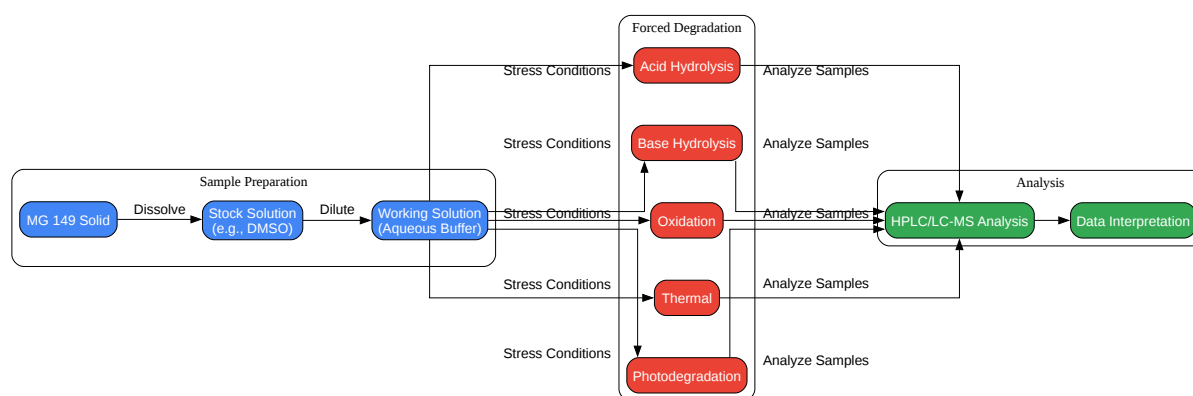 Forced Degradation
Stress Conditions
Acid Hydrolysis
Analyze Samples
Stress Conditions
Base Hydrolysis
Analyze Samples
Sample Preparation
MG 149 Solid
Dissolve
Stock Solution
(e.g., DMSO)
Dilute
Working Solution
(Aqueous Buffer)
Stress Conditions
Oxidation
Analyze Samples
Analysis
HPLC/LC-MS Analysis
Data Interpretation
Stress Conditions
Thermal
Analyze Samples
Stress Conditions
Photodegradation
Analyze Samples